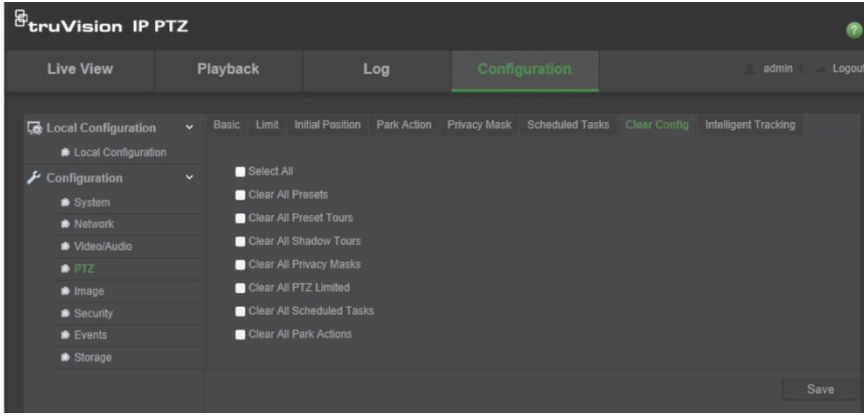 truVision IP PTZ
?
Live View Playback Log Configuration admin | Logout
Local Configuration
Local Configuration
Configuration
System
Network
Video/Audio
PTZ
Image
Security
Events
Storage
Basic Limit Initial Position Park Action Privacy Mask Scheduled Tasks Clear Config Intelligent Tracking
Select All
Clear All Presets
Clear All Preset Tours
Clear All Shadow Tours
Clear All Privacy Masks
Clear All PTZ Limited
Clear All Scheduled Tasks
Clear All Park Actions
Save